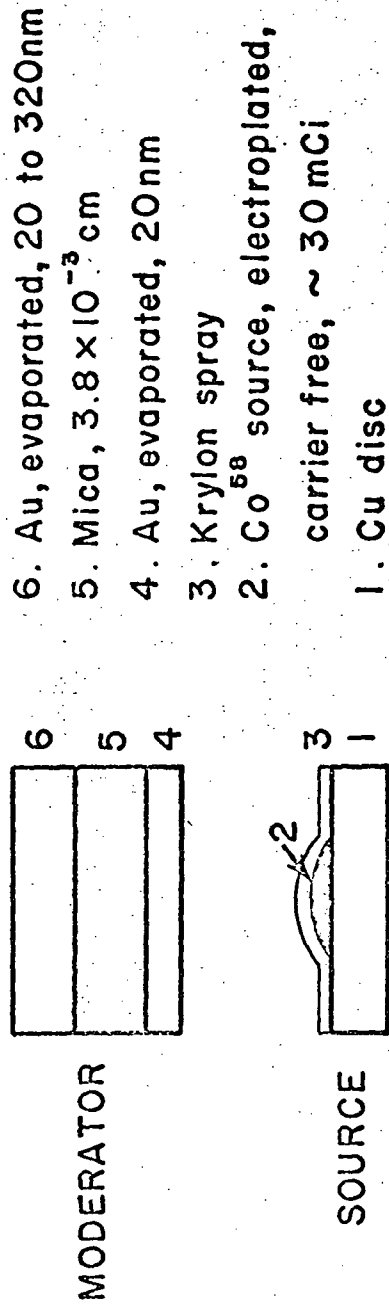 MODERATOR
6
5
4
SOURCE
2
3
1
6. Au, evaporated, 20 to 320nm
5. Mica, 3.8 x 10⁻³ cm
4. Au, evaporated, 20nm
3. Krylon spray
2. Co⁵⁸ source, electroplated,
carrier free, ~ 30 mCi
1. Cu disc